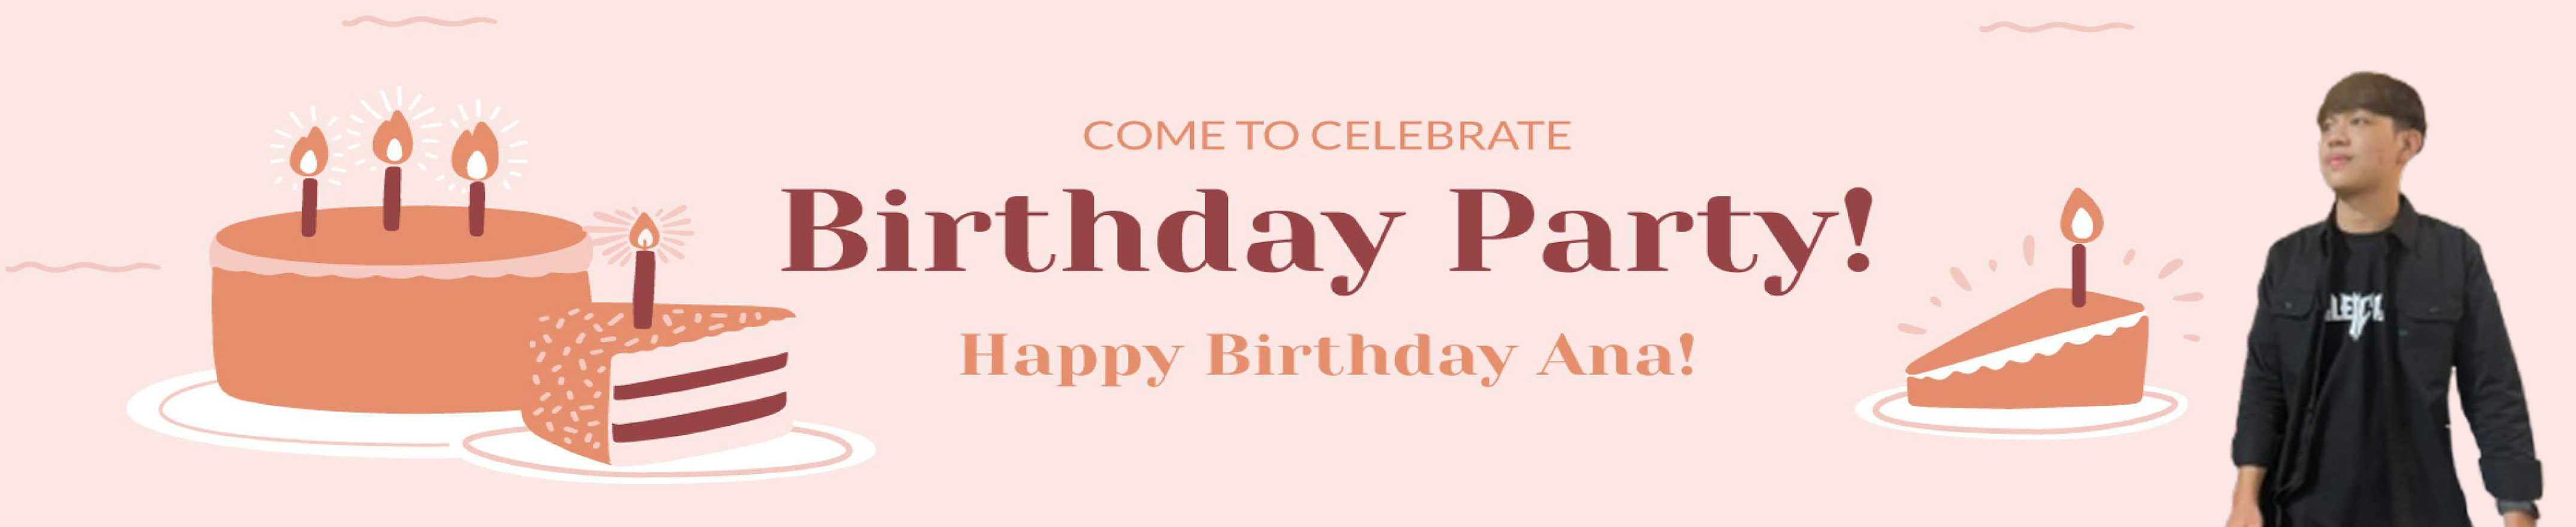 COME TO CELEBRATE
Birthday Party!
Happy Birthday Ana!